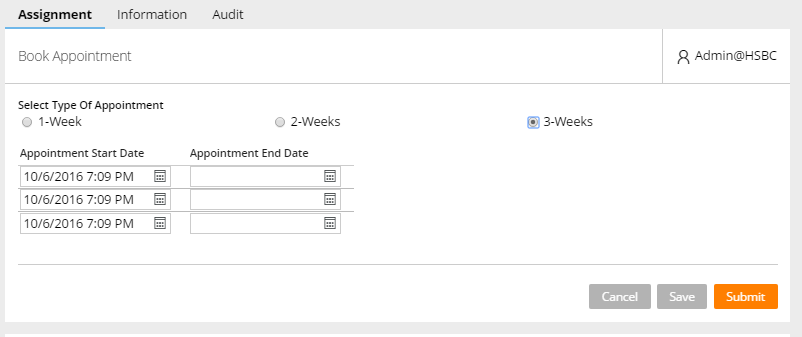 Assignment Information Audit
Book Appointment
Admin@HSBC
Select Type Of Appointment
1-Week 2-Weeks 3-Weeks
Appointment Start Date Appointment End Date
10/6/2016 7:09 PM
10/6/2016 7:09 PM
10/6/2016 7:09 PM
Cancel Save Submit